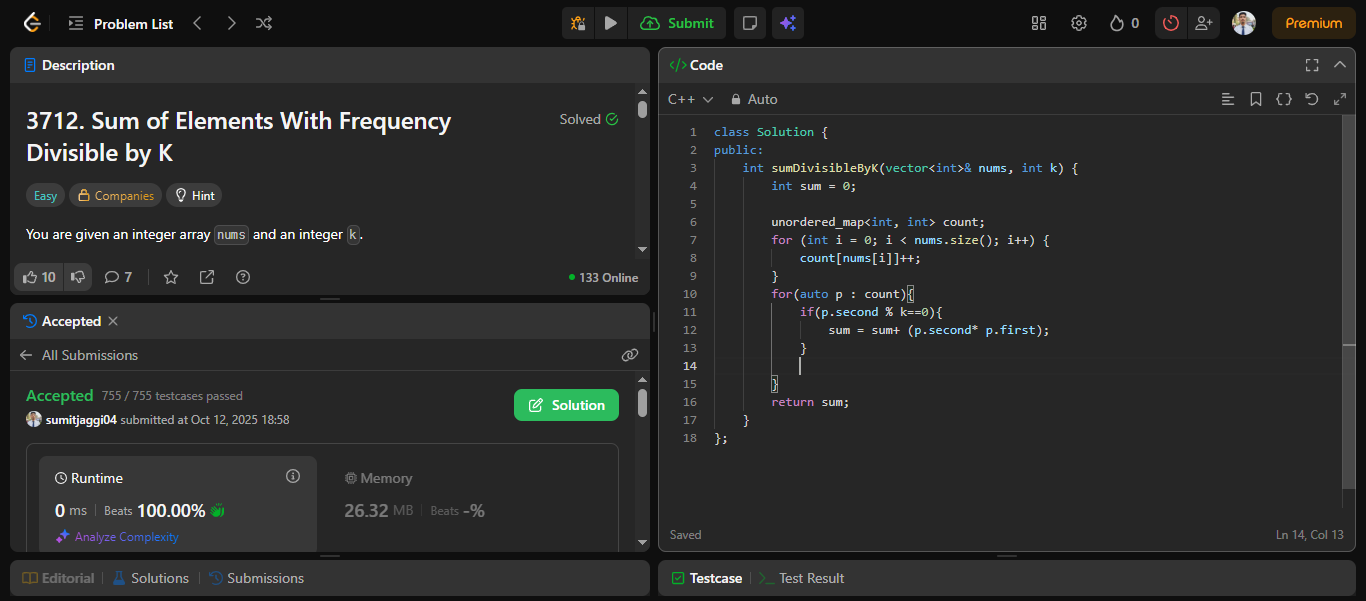 Problem List
Submit
0
Premium
Description
3712. Sum of Elements With Frequency
Divisible by K
Solved
Easy
Companies
Hint
You are given an integer array nums and an integer k.
10
7
133 Online
Accepted
All Submissions
Accepted 755 / 755 testcases passed
sumitjaggi04 submitted at Oct 12, 2025 18:58
Solution
Runtime
0 ms | Beats 100.00%
Analyze Complexity
Memory
26.32 MB | Beats -%
Editorial | Solutions | Submissions
</> Code
C++ Auto
1 class Solution {
2 public:
3     int sumDivisibleByK(vector<int>& nums, int k) {
4         int sum = 0;
5
6         unordered_map<int, int> count;
7         for (int i = 0; i < nums.size(); i++) {
8             count[nums[i]]++;
9         }
10         for(auto p : count){
11             if(p.second % k==0){
12                 sum = sum+ (p.second* p.first);
13             }
14
15         }
16         return sum;
17     }
18 };
Saved
Ln 14, Col 13
Testcase | Test Result